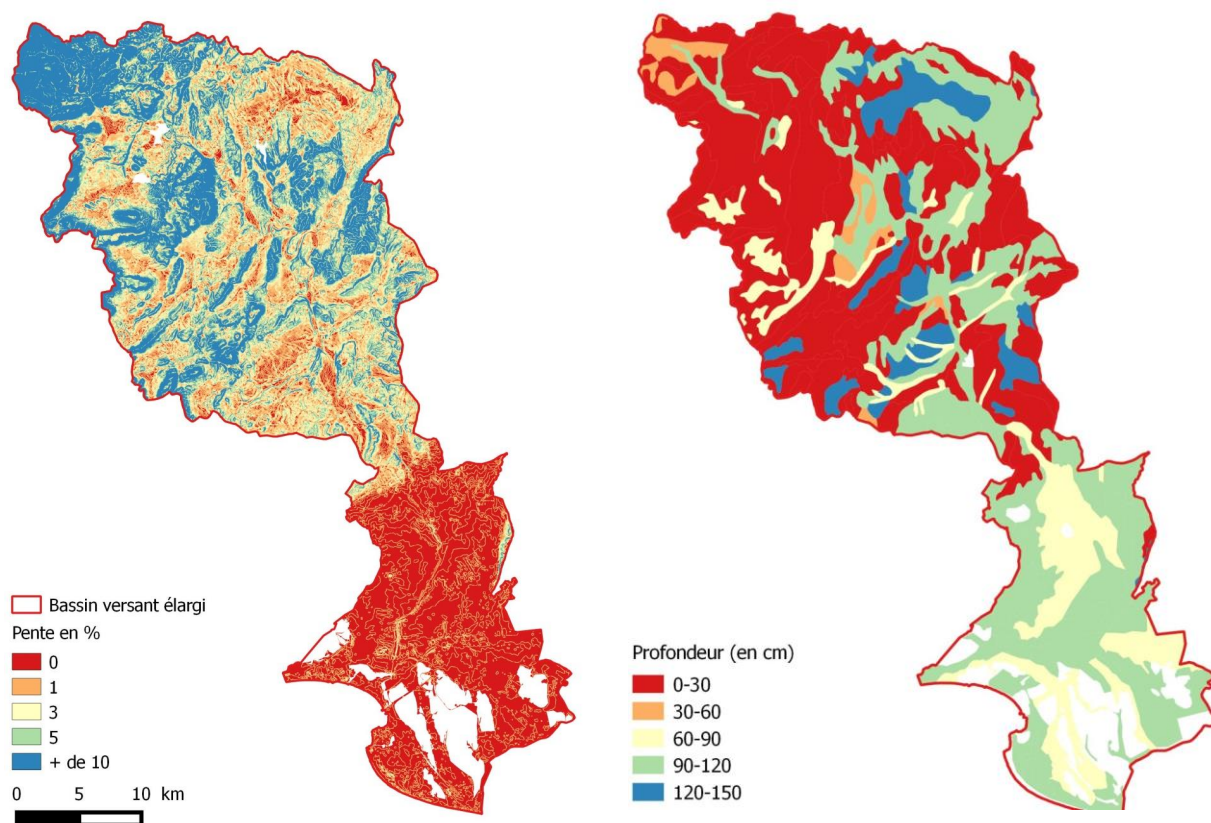 Bassin versant élargi
Pente en %
0
1
3
5
+ de 10
0 5 10 km
Profondeur (en cm)
0-30
30-60
60-90
90-120
120-150